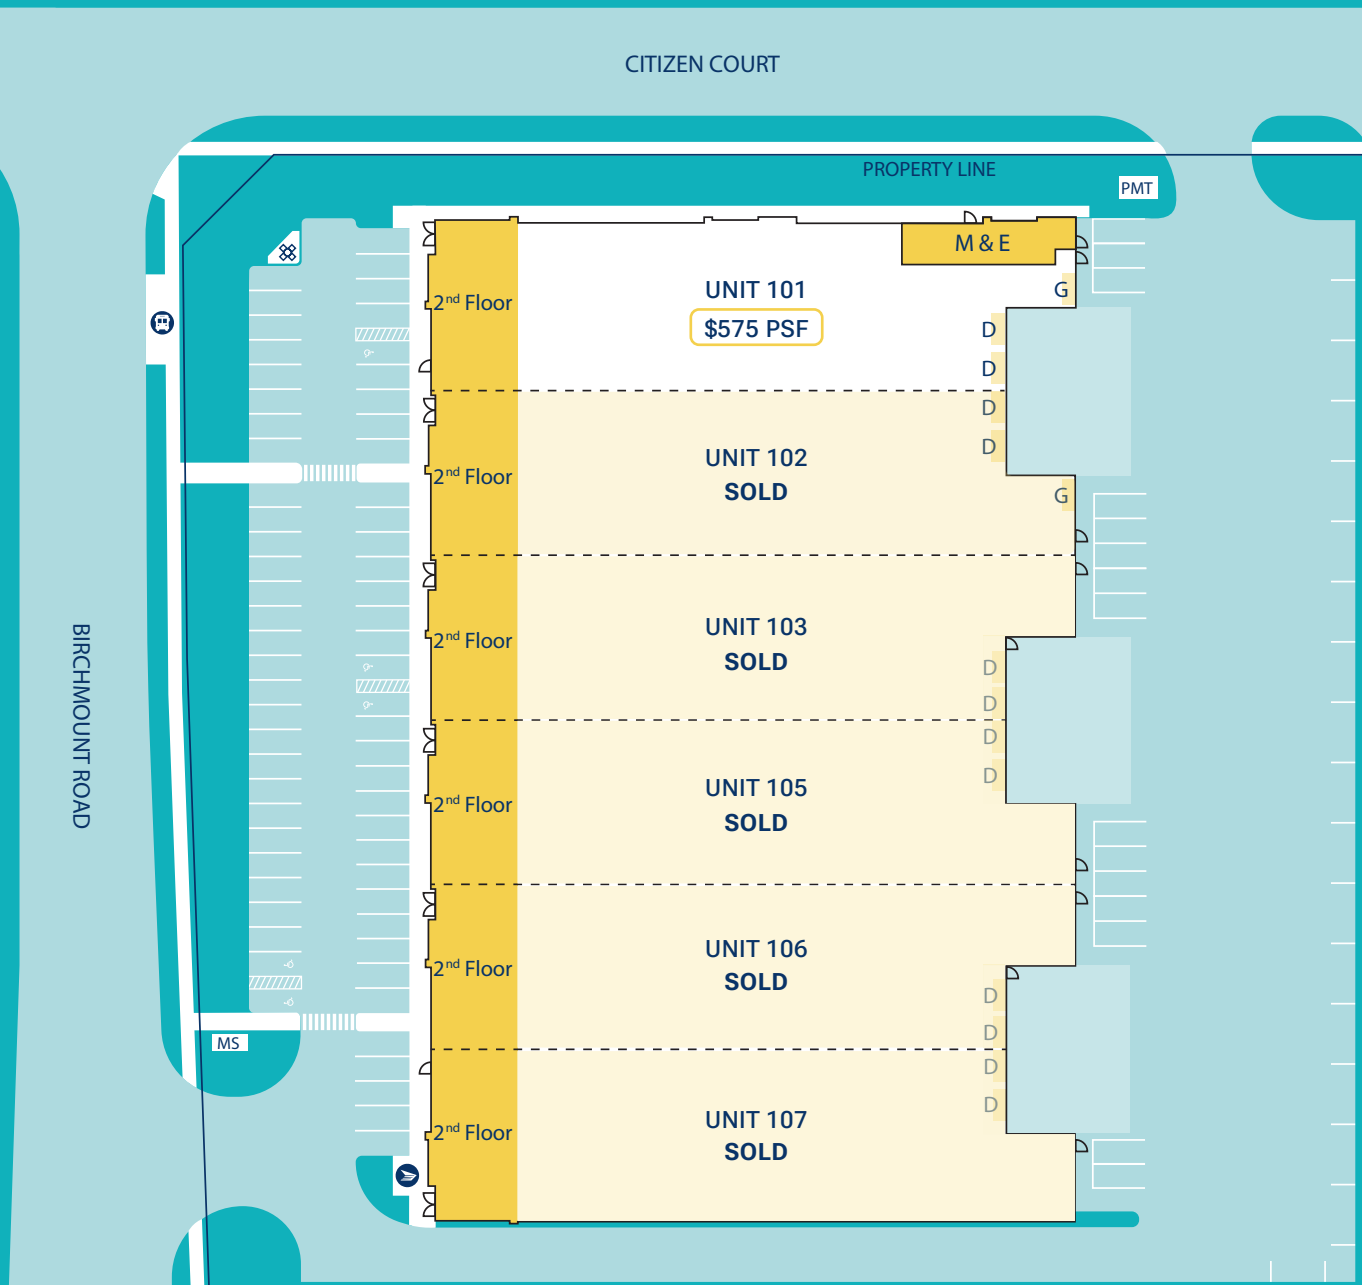 CITIZEN COURT
PROPERTY LINE
PMT
M & E
UNIT 101
G
2nd Floor
$575 PSF
D
D
D
D
UNIT 102
2nd Floor
SOLD
G
BIRCHMOUNT ROAD
UNIT 103
2nd Floor
SOLD
D
D
D
D
UNIT 105
2nd Floor
SOLD
UNIT 106
2nd Floor
SOLD
D
D
MS
D
D
UNIT 107
2nd Floor
SOLD